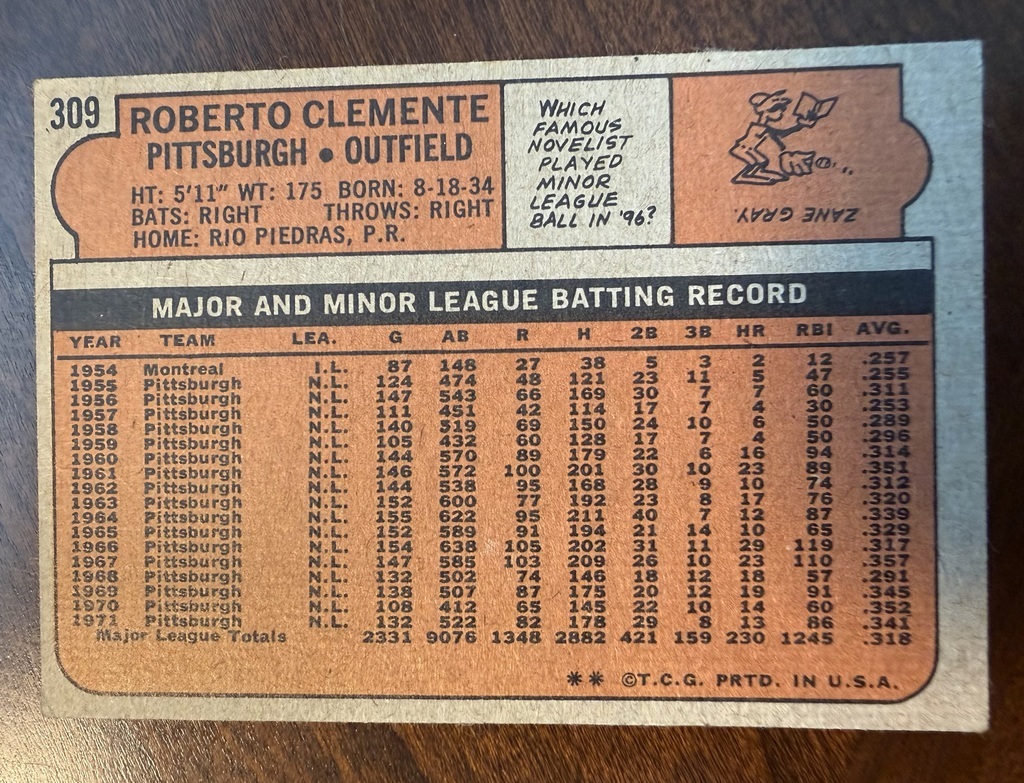 309
ROBERTO CLEMENTE
PITTSBURGH • OUTFIELD
HT: 5'11" WT: 175 BORN: 8-18-34
BATS: RIGHT THROWS: RIGHT
HOME: RIO PIEDRAS, P.R.
WHICH
FAMOUS
NOVELIST
PLAYED
MINOR
LEAGUE
BALL IN '96?
ZANE GRAY.
MAJOR AND MINOR LEAGUE BATTING RECORD
YEAR TEAM LEA. G AB R H 2B 3B HR RBI AVG.
1954 Montreal I.L. 87 148 27 38 5 3 2 12 .257
1955 Pittsburgh N.L. 124 474 48 121 23 11 5 47 .255
1956 Pittsburgh N.L. 147 543 66 169 30 7 7 60 .311
1957 Pittsburgh N.L. 111 451 42 114 17 7 4 30 .253
1958 Pittsburgh N.L. 140 519 69 150 24 10 6 50 .289
1959 Pittsburgh N.L. 105 432 60 128 17 7 4 50 .296
1960 Pittsburgh N.L. 144 570 89 179 22 6 16 94 .314
1961 Pittsburgh N.L. 146 572 100 201 30 10 23 89 .351
1962 Pittsburgh N.L. 144 538 95 168 28 9 10 74 .312
1963 Pittsburgh N.L. 152 600 77 192 23 8 17 76 .320
1964 Pittsburgh N.L. 155 622 95 211 40 7 12 87 .339
1965 Pittsburgh N.L. 152 589 91 194 21 14 10 65 .329
1966 Pittsburgh N.L. 154 638 105 202 31 11 29 119 .317
1967 Pittsburgh N.L. 147 585 103 209 26 10 23 110 .357
1968 Pittsburgh N.L. 132 502 74 146 18 12 18 57 .291
1969 Pittsburgh N.L. 138 507 87 175 20 12 19 91 .345
1970 Pittsburgh N.L. 108 412 65 145 22 10 14 60 .352
1971 Pittsburgh N.L. 132 522 82 178 29 8 13 86 .341
Major League Totals 2331 9076 1348 2882 421 159 230 1245 .318
** ©T.C.G. PRTD. IN U.S.A.